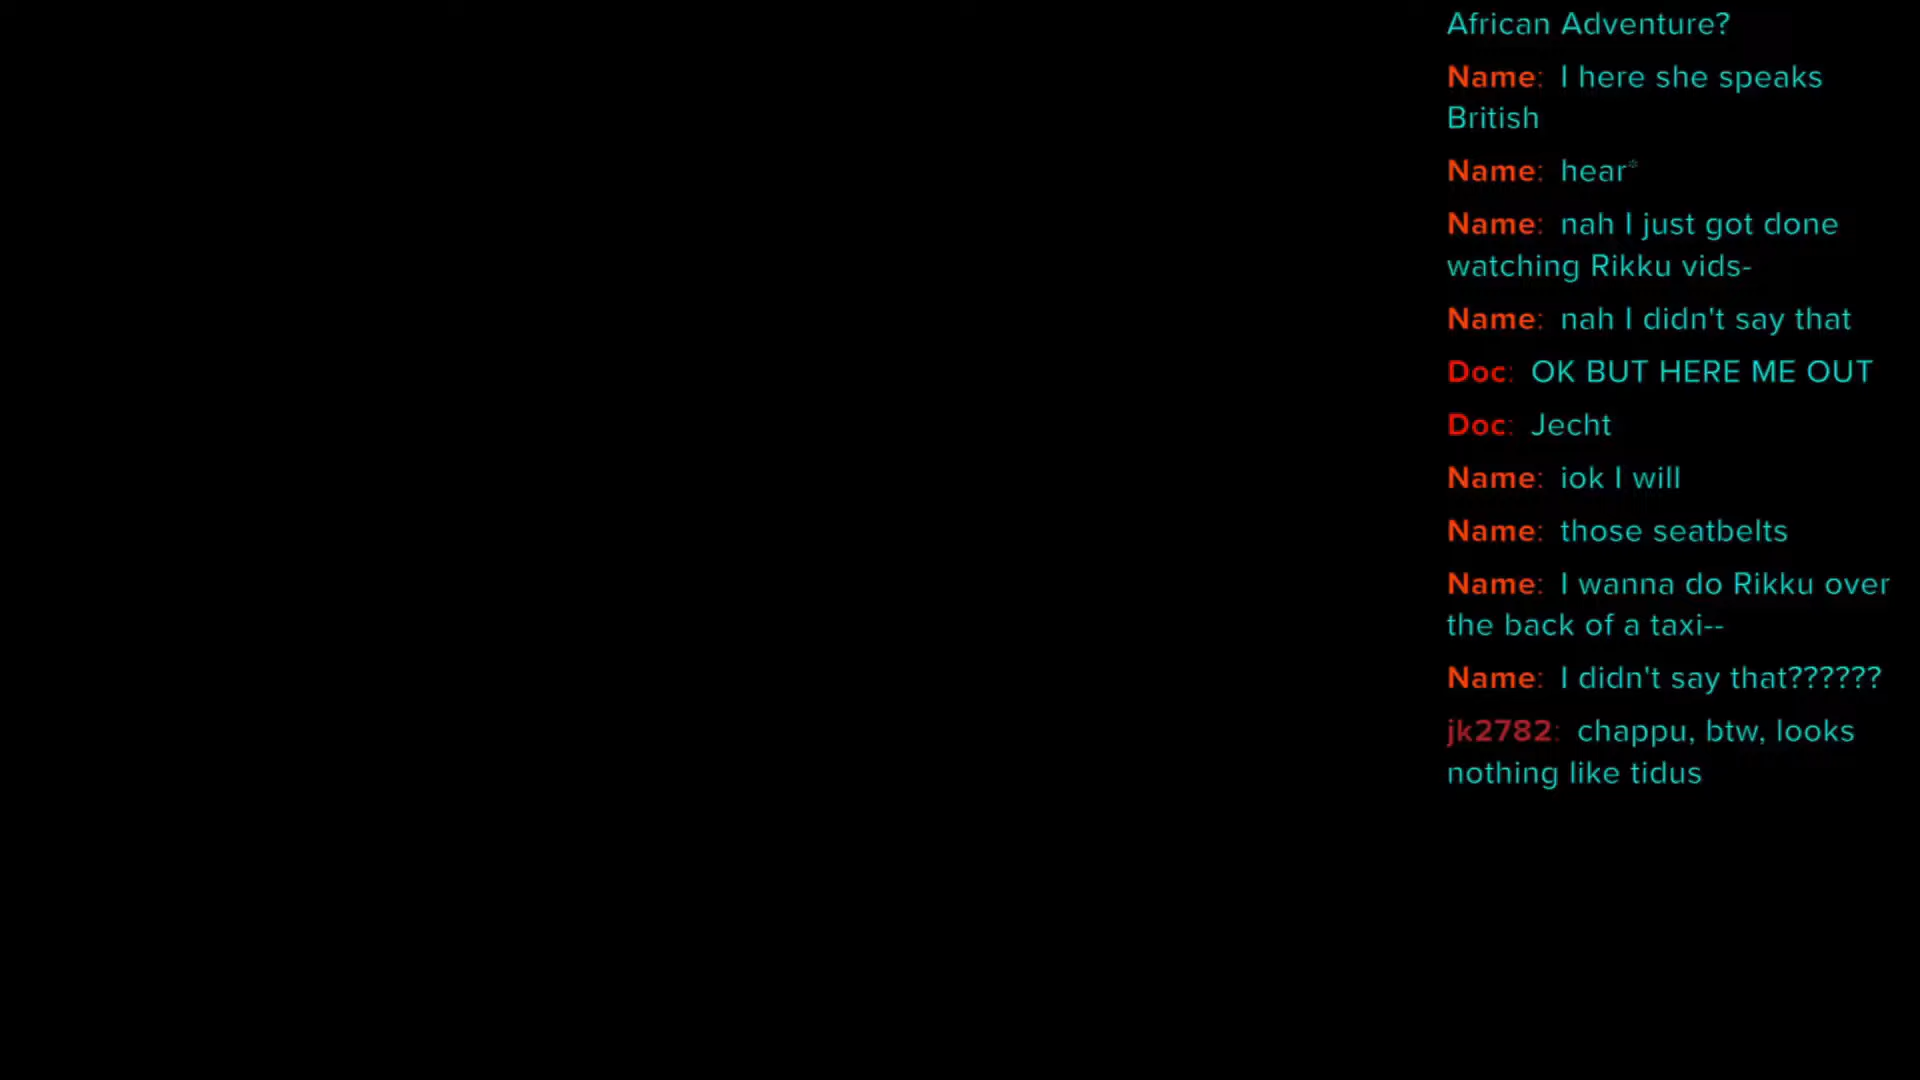 African Adventure?
Name: I here she speaks
British
Name: hear*
Name: nah I just got done
watching Rikku vids-
Name: nah I didn't say that
Doc: OK BUT HERE ME OUT
Doc: Jecht
Name: iok I will
Name: those seatbelts
Name: I wanna do Rikku over
the back of a taxi--
Name: I didn't say that??????
jk2782: chappu, btw, looks
nothing like tidus